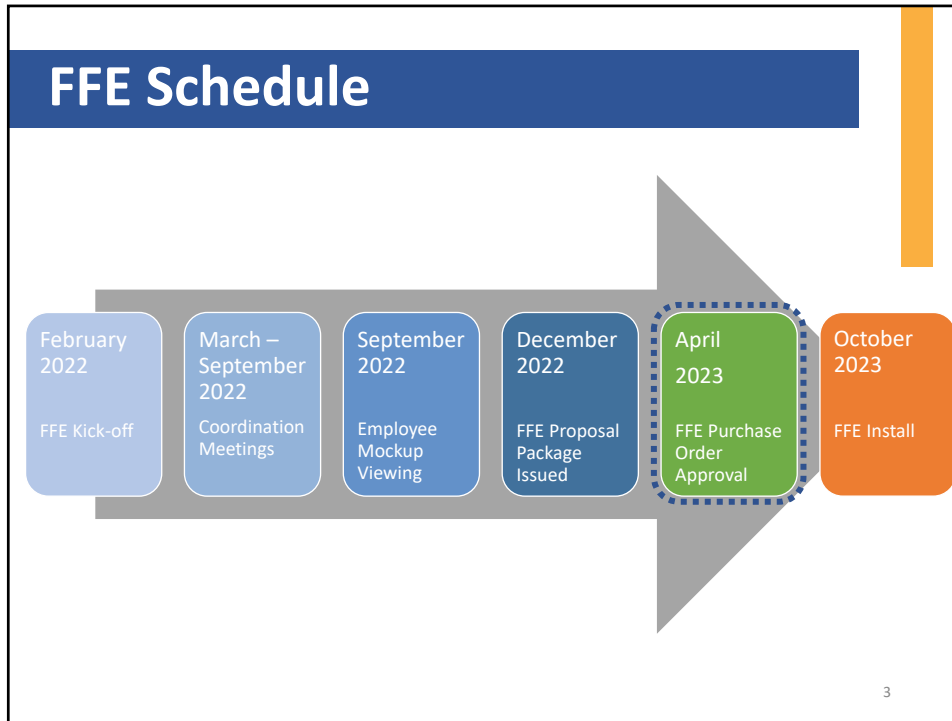 FFE Schedule
February
2022
FFE Kick-off
March –
September
2022
Coordination
Meetings
September
2022
Employee
Mockup
Viewing
December
2022
FFE Proposal
Package
Issued
April
2023
FFE Purchase
Order
Approval
October
2023
FFE Install
3